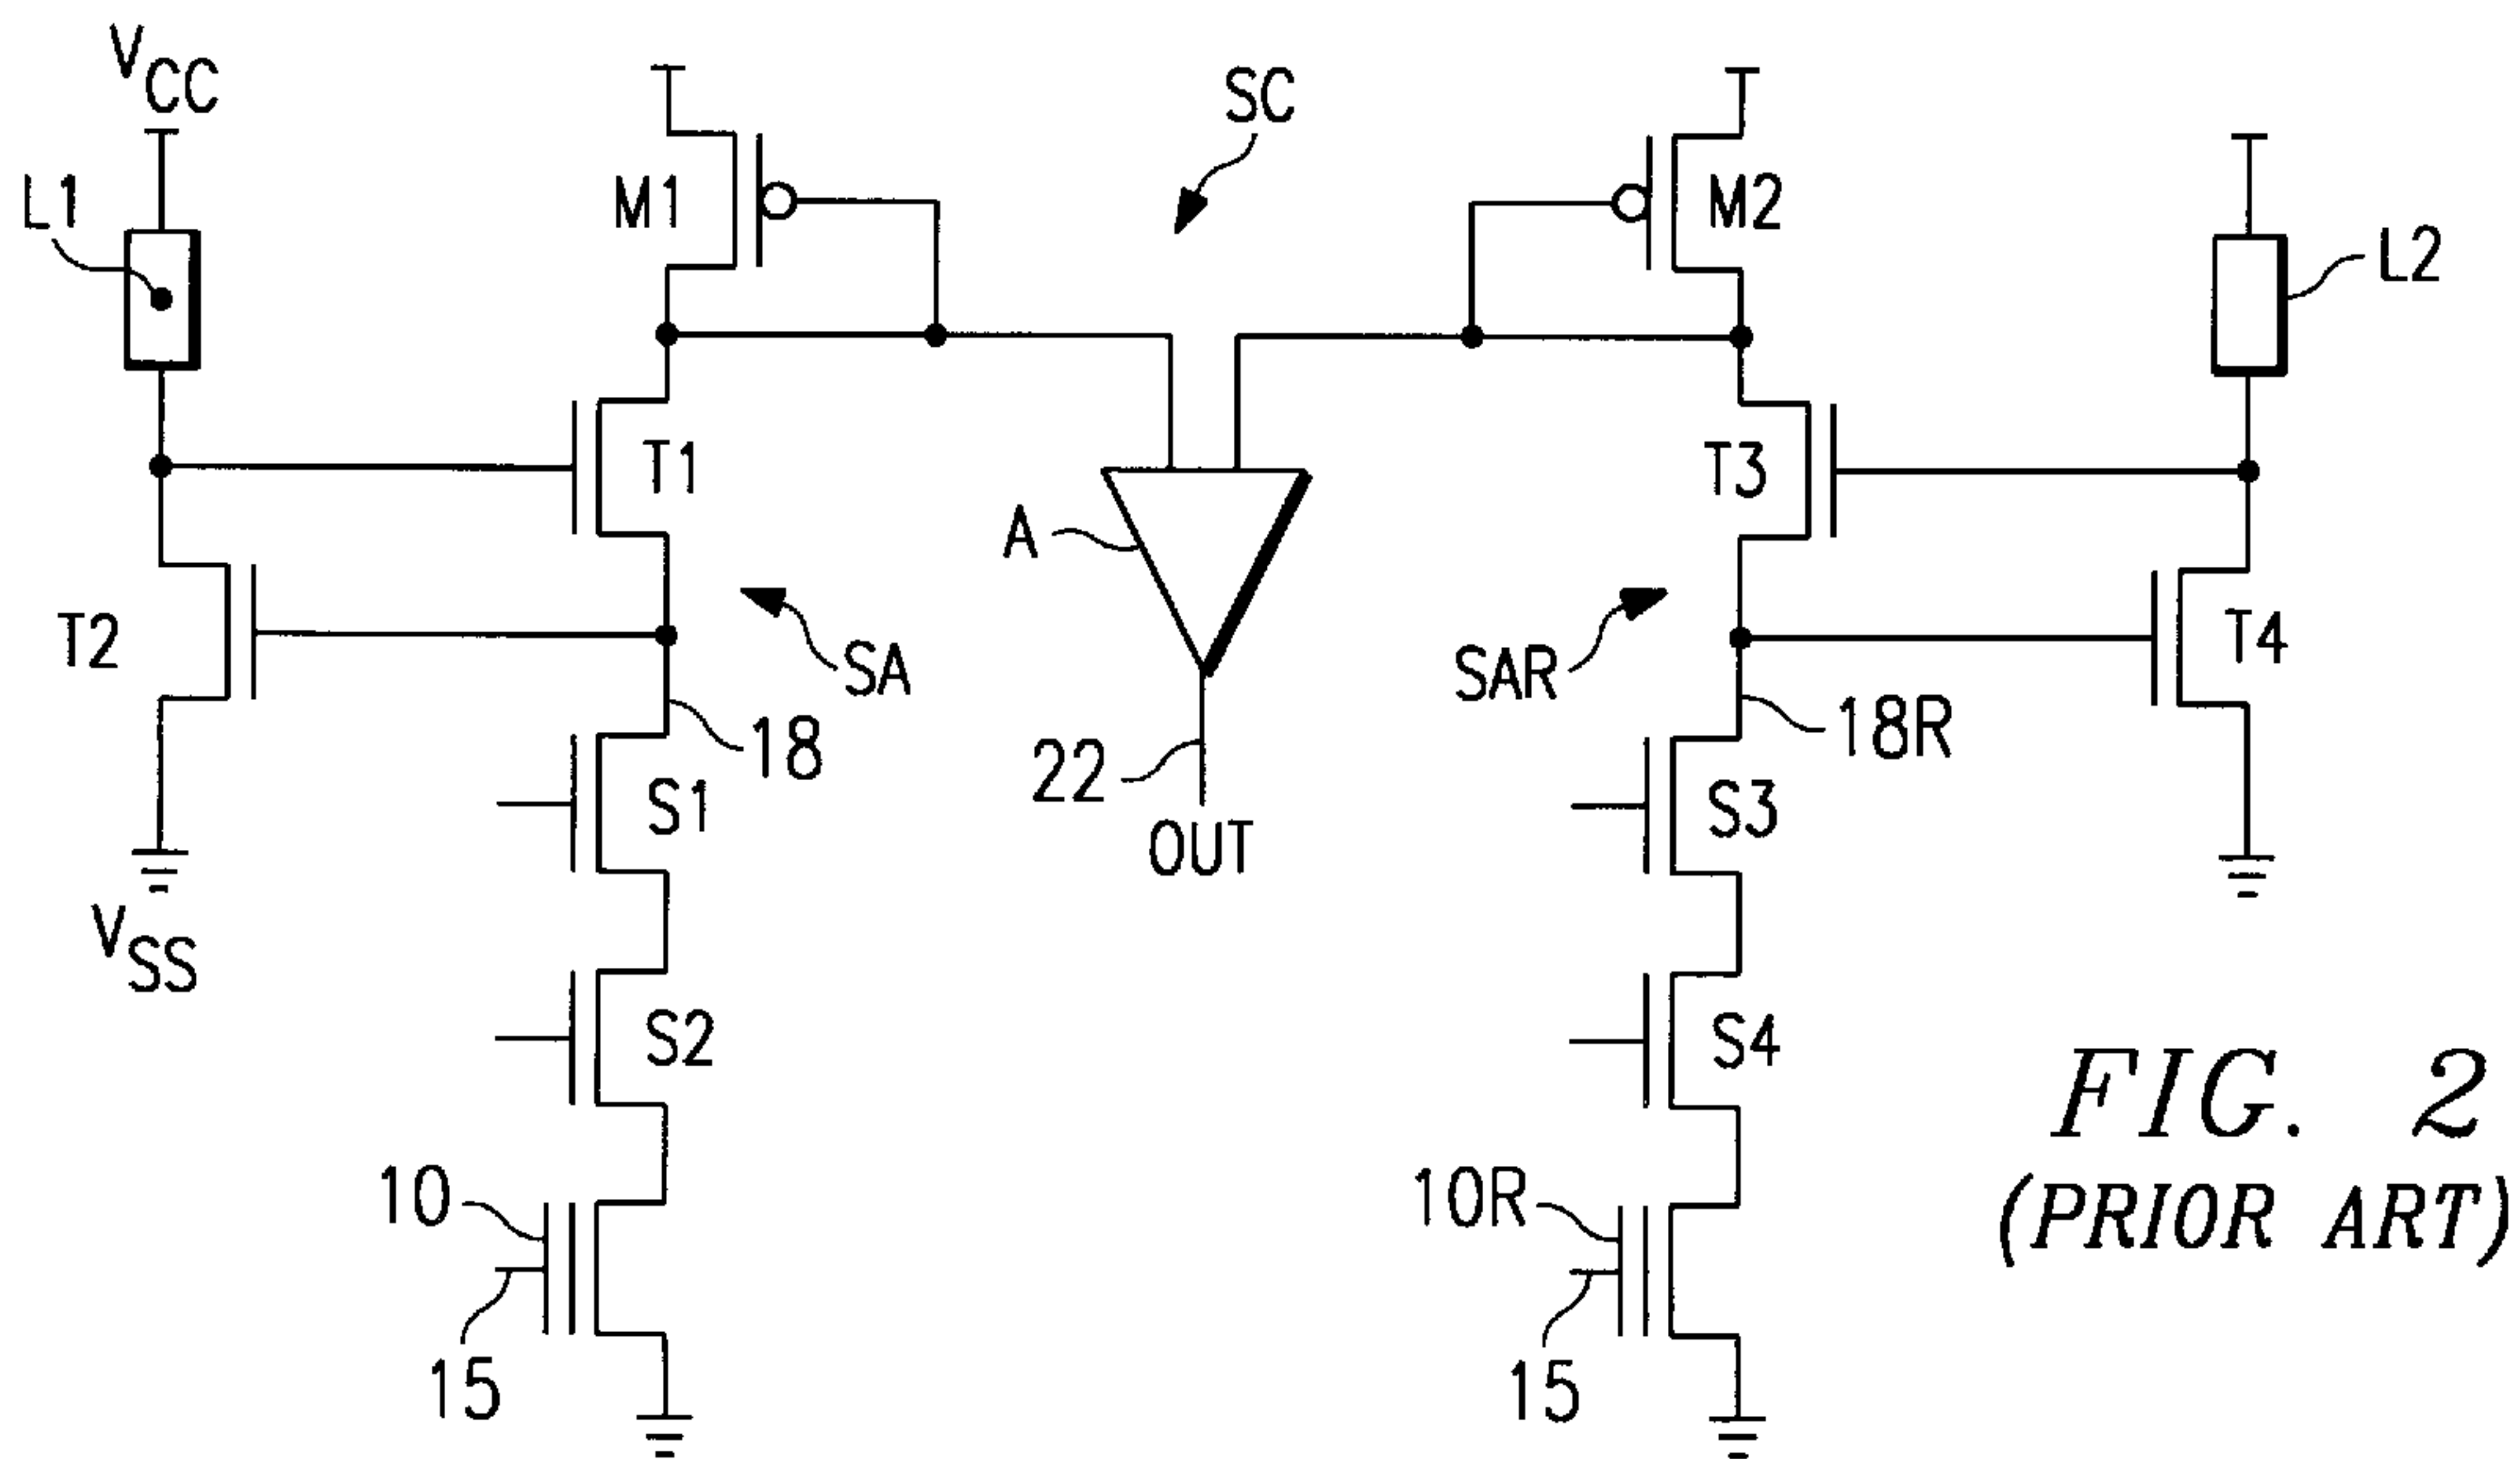 VCC
SC
L1
M1
M2
L2
T1
T3
A
T2
SA
SAR
T4
18
22
18R
S1
OUT
S3
VSS
S2
S4
FIG. 2
10
10R
(PRIOR ART)
15
15